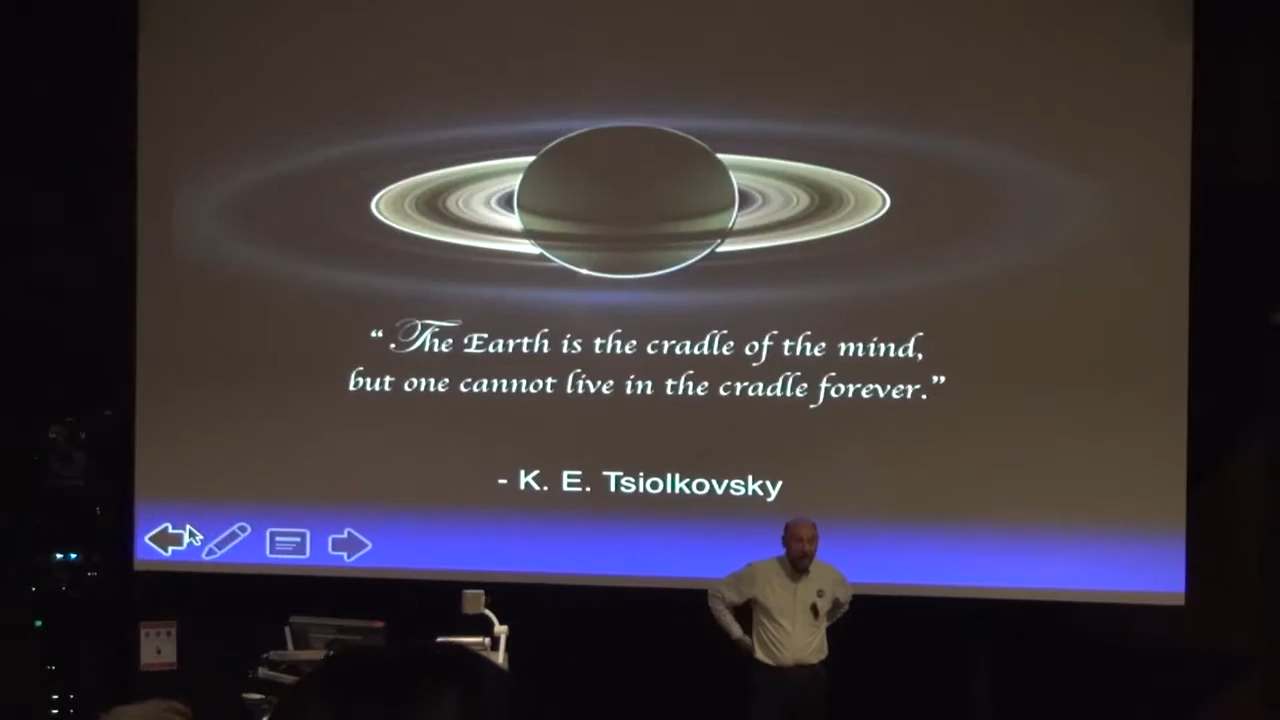 “The Earth is the cradle of the mind,
but one cannot live in the cradle forever.”
- K. E. Tsiolkovsky